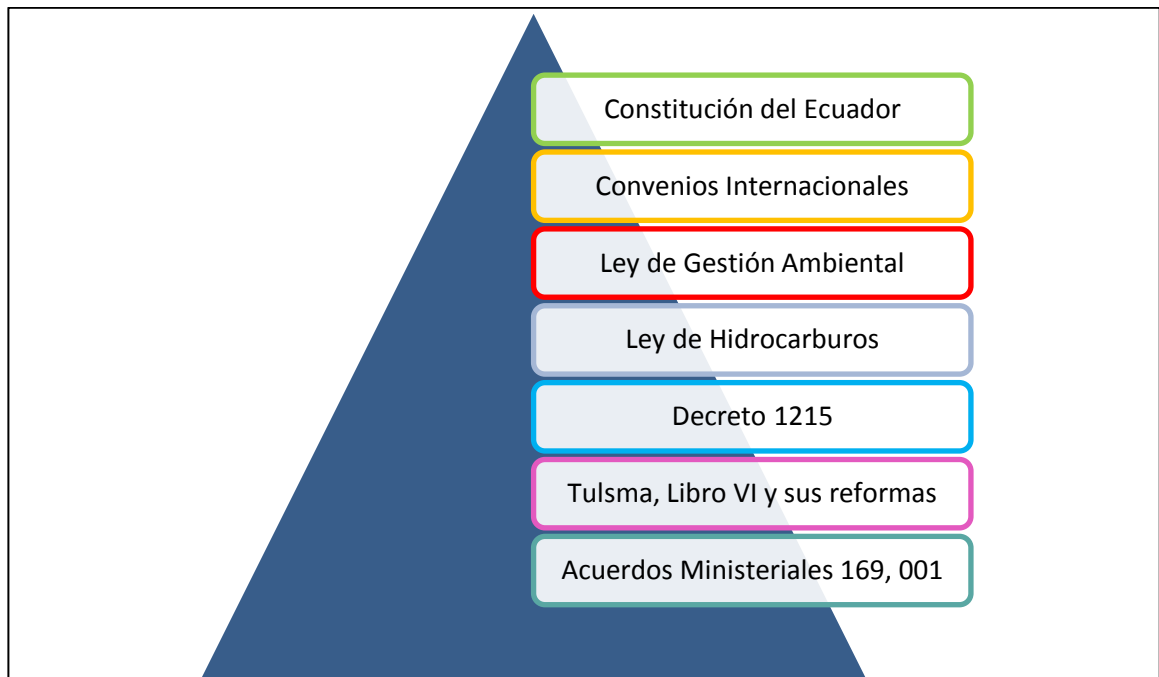 Constitución del Ecuador
Convenios Internacionales
Ley de Gestión Ambiental
Ley de Hidrocarburos
Decreto 1215
Tulsma, Libro VI y sus reformas
Acuerdos Ministeriales 169, 001